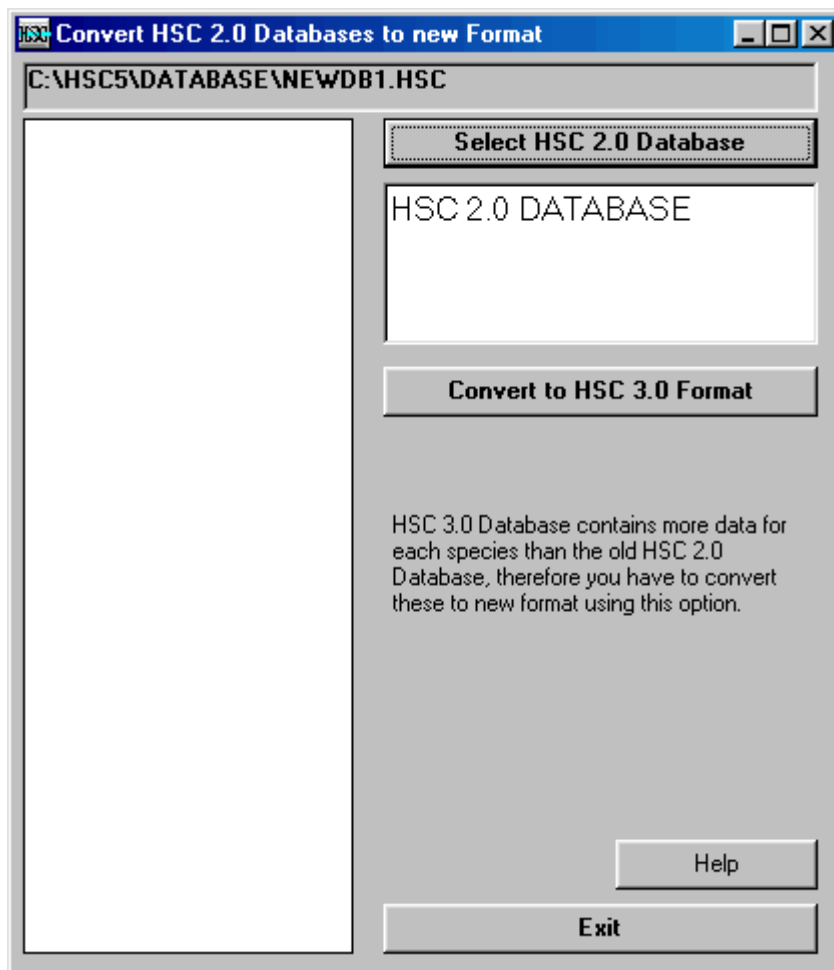 HSC Convert HSC 2.0 Databases to new Format
C:\HSC5\DATABASE\NEWDB1.HSC
Select HSC 2.0 Database
HSC 2.0 DATABASE
Convert to HSC 3.0 Format
HSC 3.0 Database contains more data for
each species than the old HSC 2.0
Database, therefore you have to convert
these to new format using this option.
Help
Exit